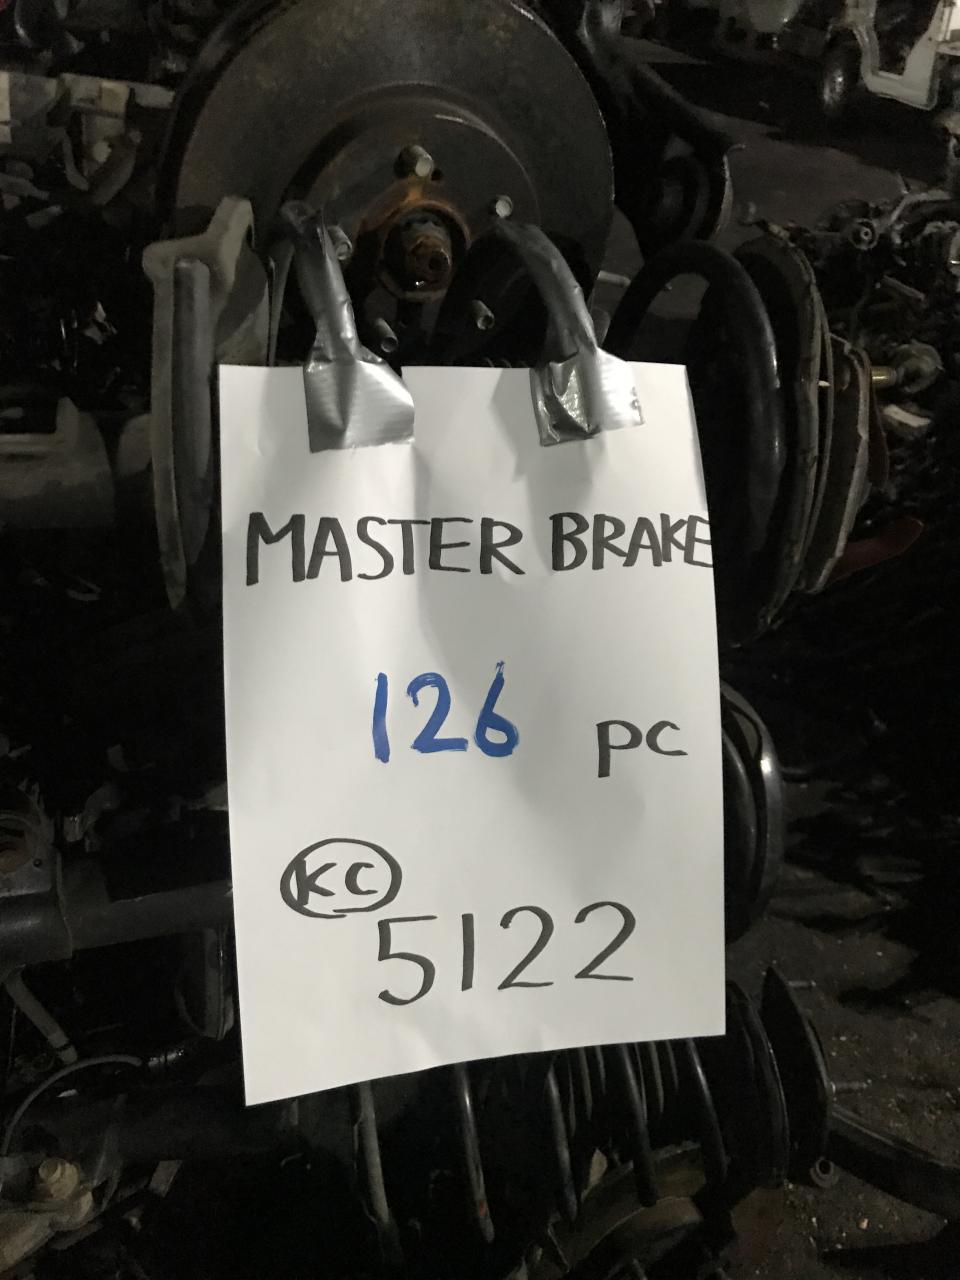 MASTER BRAKE
126 pc
KC
5122